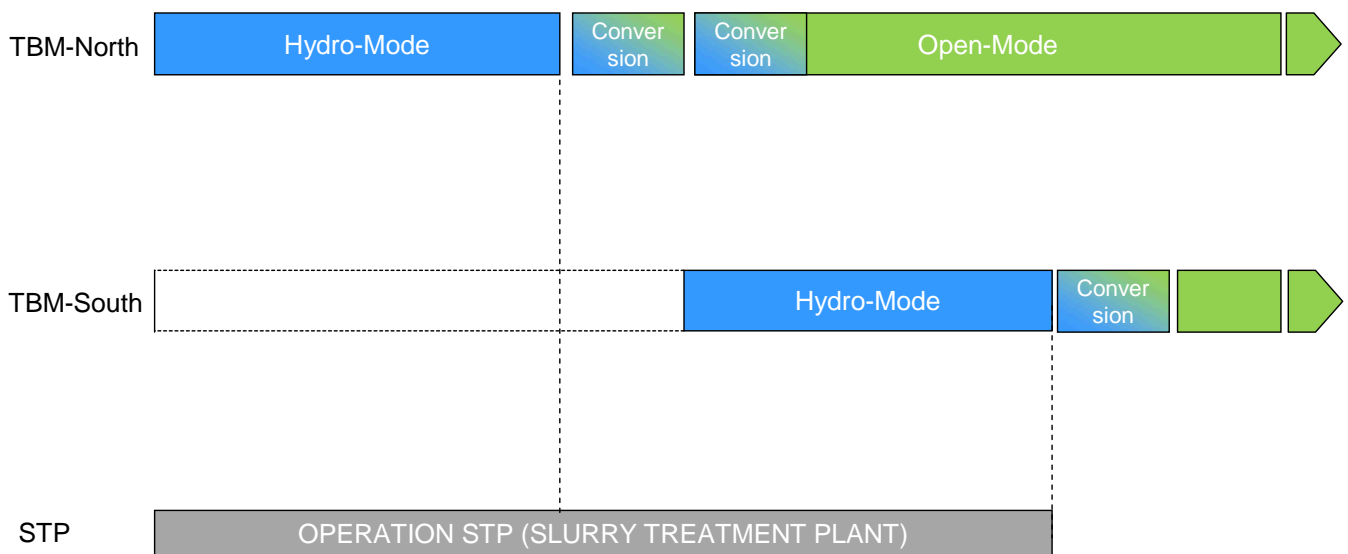 TBM-North
Hydro-Mode
Conver
sion
Conver
sion
Open-Mode
TBM-South
Hydro-Mode
Conver
sion
STP
OPERATION STP (SLURRY TREATMENT PLANT)